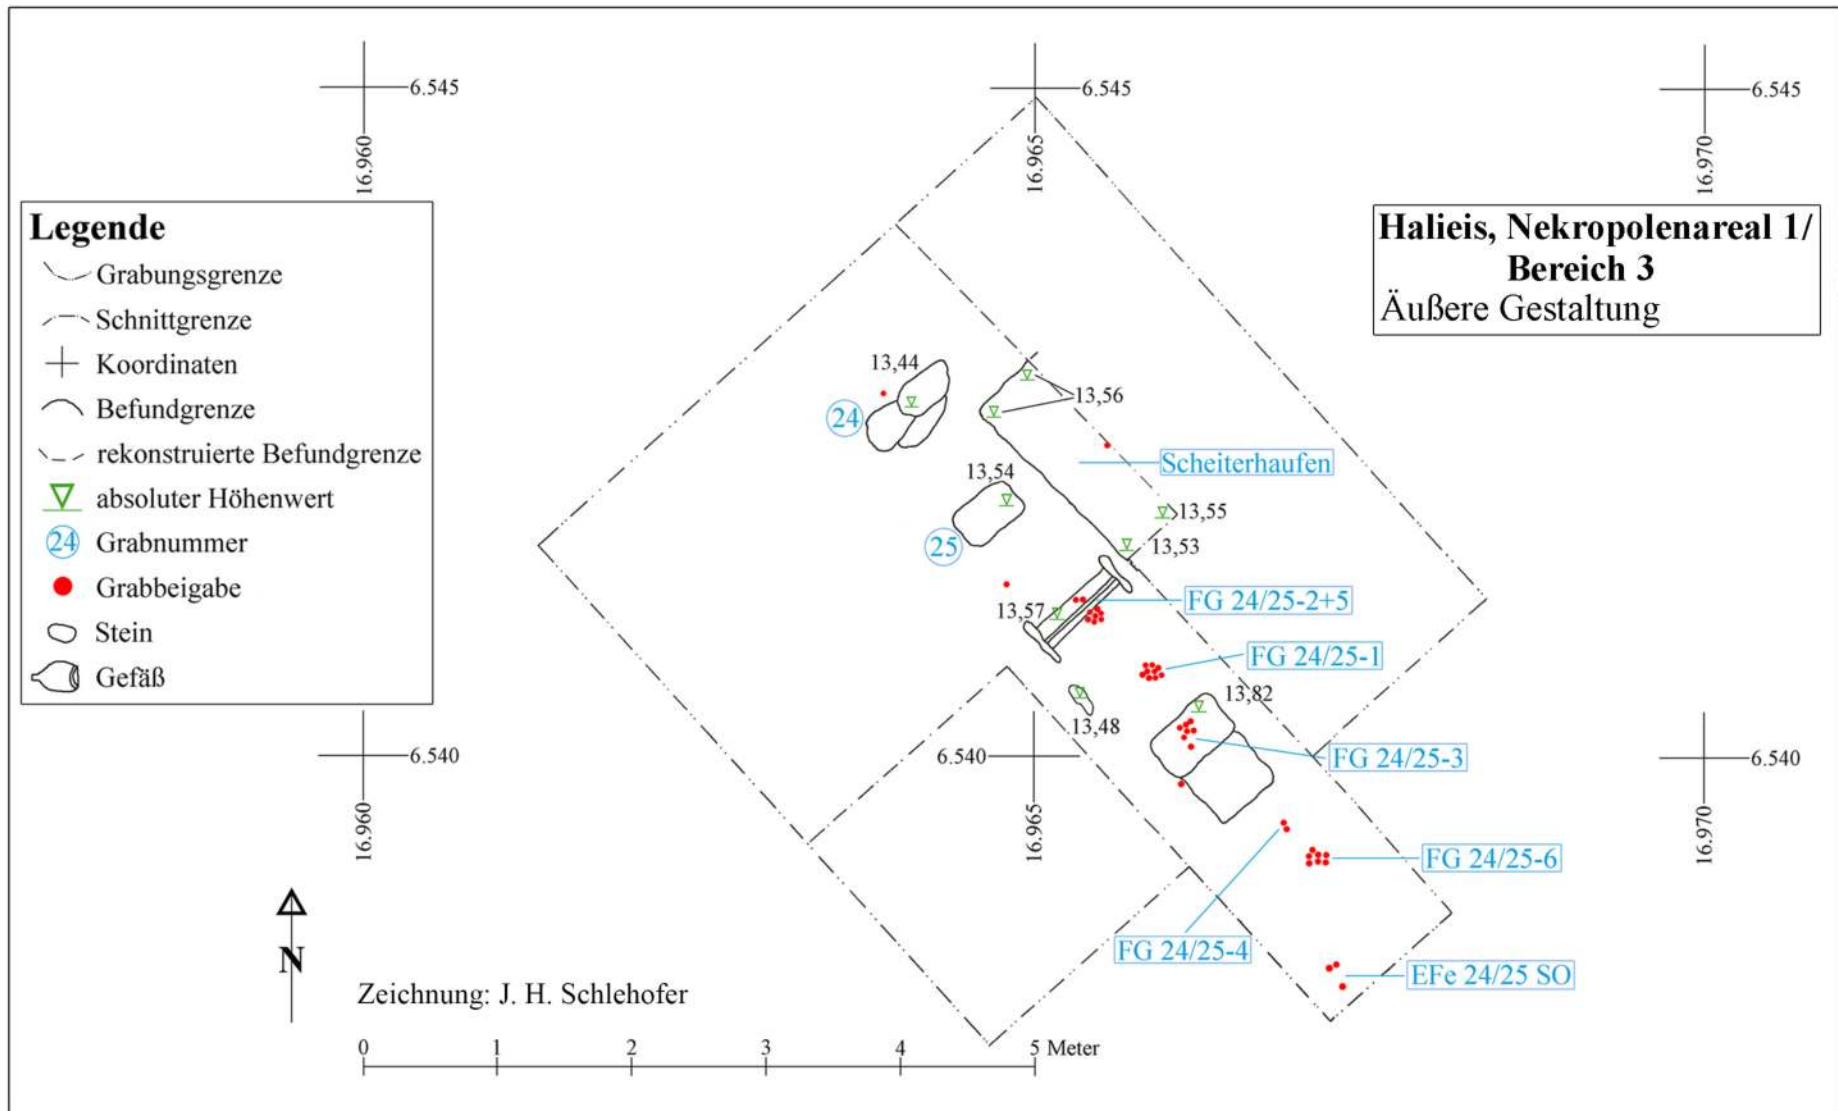 6.545
6.545
6.545
16.960
16.965
16.970
Legende
Grabungsgrenze
Schnittgrenze
Koordinaten
Befundgrenze
rekonstruierte Befundgrenze
absoluter Höhenwert
24 Grabnummer
Grabbeigabe
Stein
Gefäß
Halieis, Nekropolenareal 1/
Bereich 3
Äußere Gestaltung
13,44
24
13,56
Scheiterhaufen
13,54
25
13,55
13,53
13,57
FG 24/25-2+5
FG 24/25-1
13,82
13,48
FG 24/25-3
6.540
6.540
6.540
16.960
16.965
16.970
FG 24/25-6
FG 24/25-4
EFe 24/25 SO
N
Zeichnung: J. H. Schlehofer
0 1 2 3 4 5 Meter